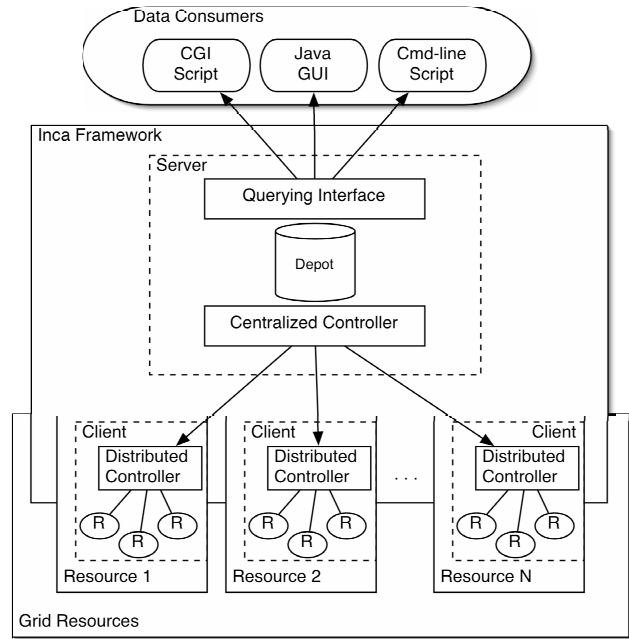 Data Consumers
CGI
Script
Java
GUI
Cmd-line
Script
Inca Framework
Server
Querying Interface
Depot
Centralized Controller
Client
Distributed
Controller
R
R
R
Resource 1
Client
Distributed
Controller
R
R
R
Resource 2
. . .
Client
Distributed
Controller
R
R
R
Resource N
Grid Resources